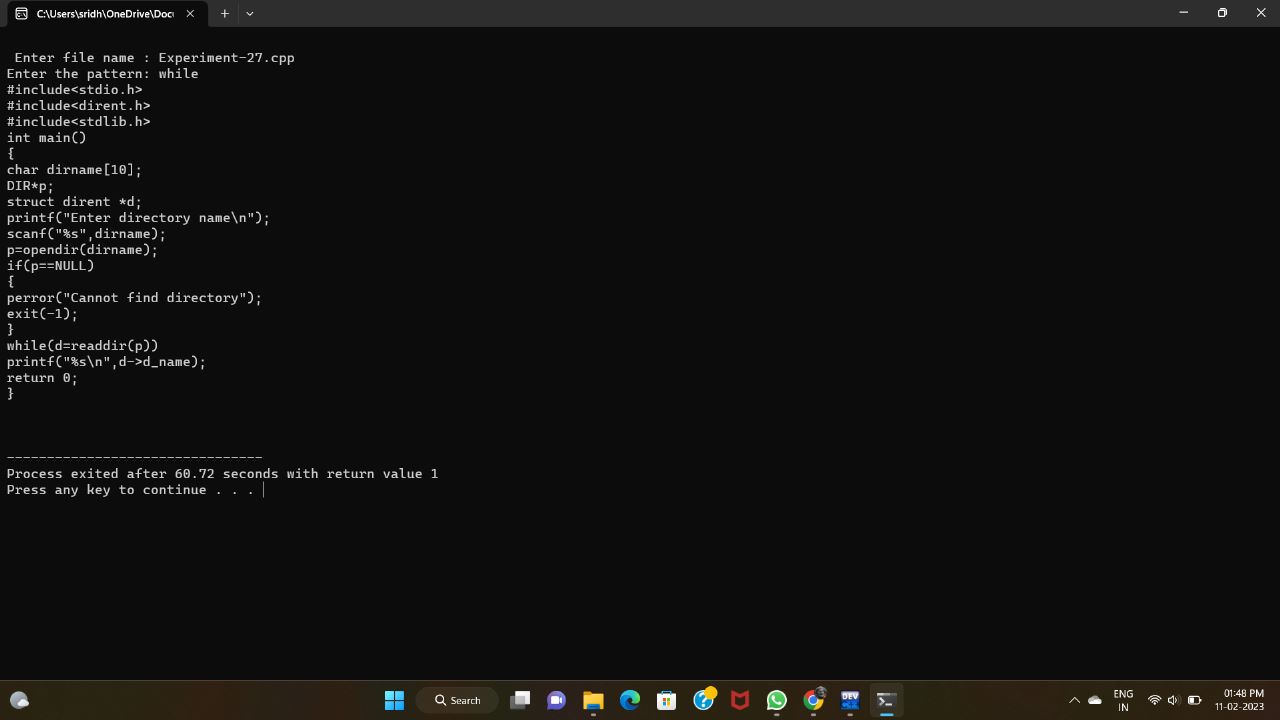 C:\Users\sridh\OneDrive\Docu
Enter file name : Experiment-27.cpp
Enter the pattern: while
#include<stdio.h>
#include<dirent.h>
#include<stdlib.h>
int main()
{
char dirname[10];
DIR*p;
struct dirent *d;
printf("Enter directory name\n");
scanf("%s",dirname);
p=opendir(dirname);
if(p==NULL)
{
perror("Cannot find directory");
exit(-1);
}
while(d=readdir(p))
printf("%s\n",d->d_name);
return 0;
}
--------------------------------
Process exited after 60.72 seconds with return value 1
Press any key to continue . . .
Search
DEV
ENG
IN
01:48 PM
11-02-2023